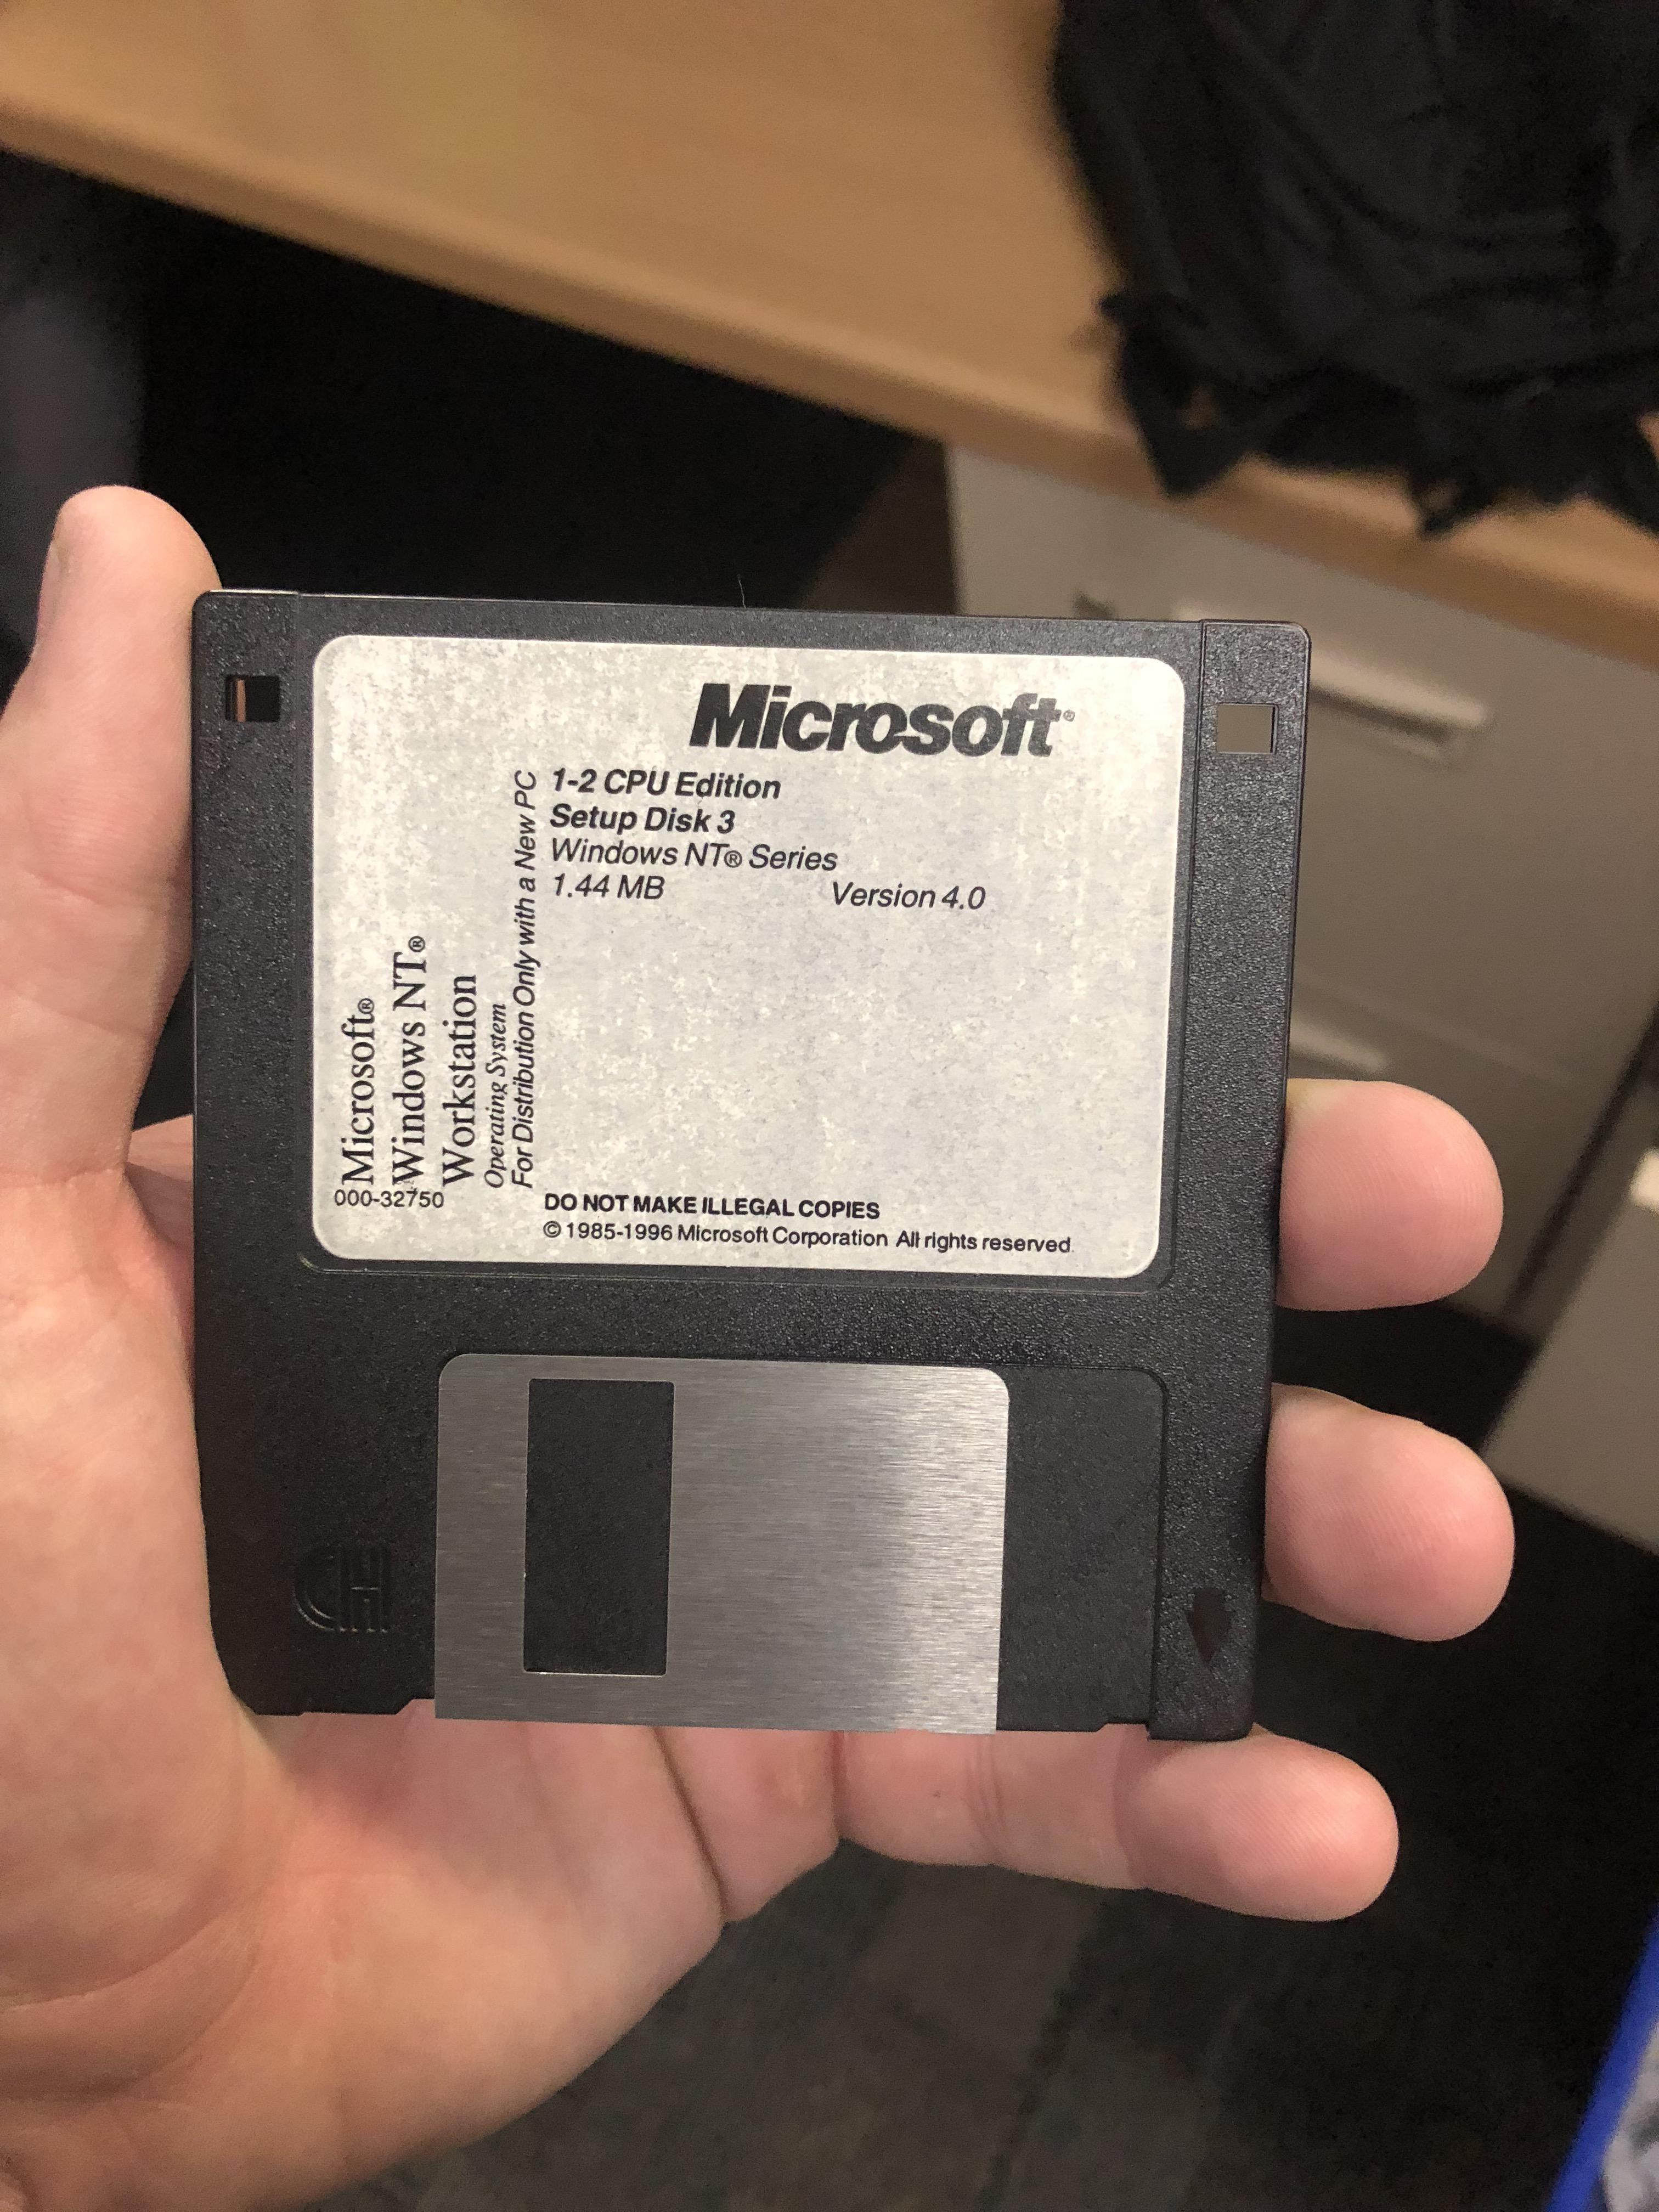 Microsoft®
1-2 CPU Edition
Setup Disk 3
Windows NT® Series
1.44 MB Version 4.0
Microsoft®
Windows NT®
Workstation
Operating System
For Distribution Only with a New PC
000-32750
DO NOT MAKE ILLEGAL COPIES
© 1985-1996 Microsoft Corporation All rights reserved.
CH